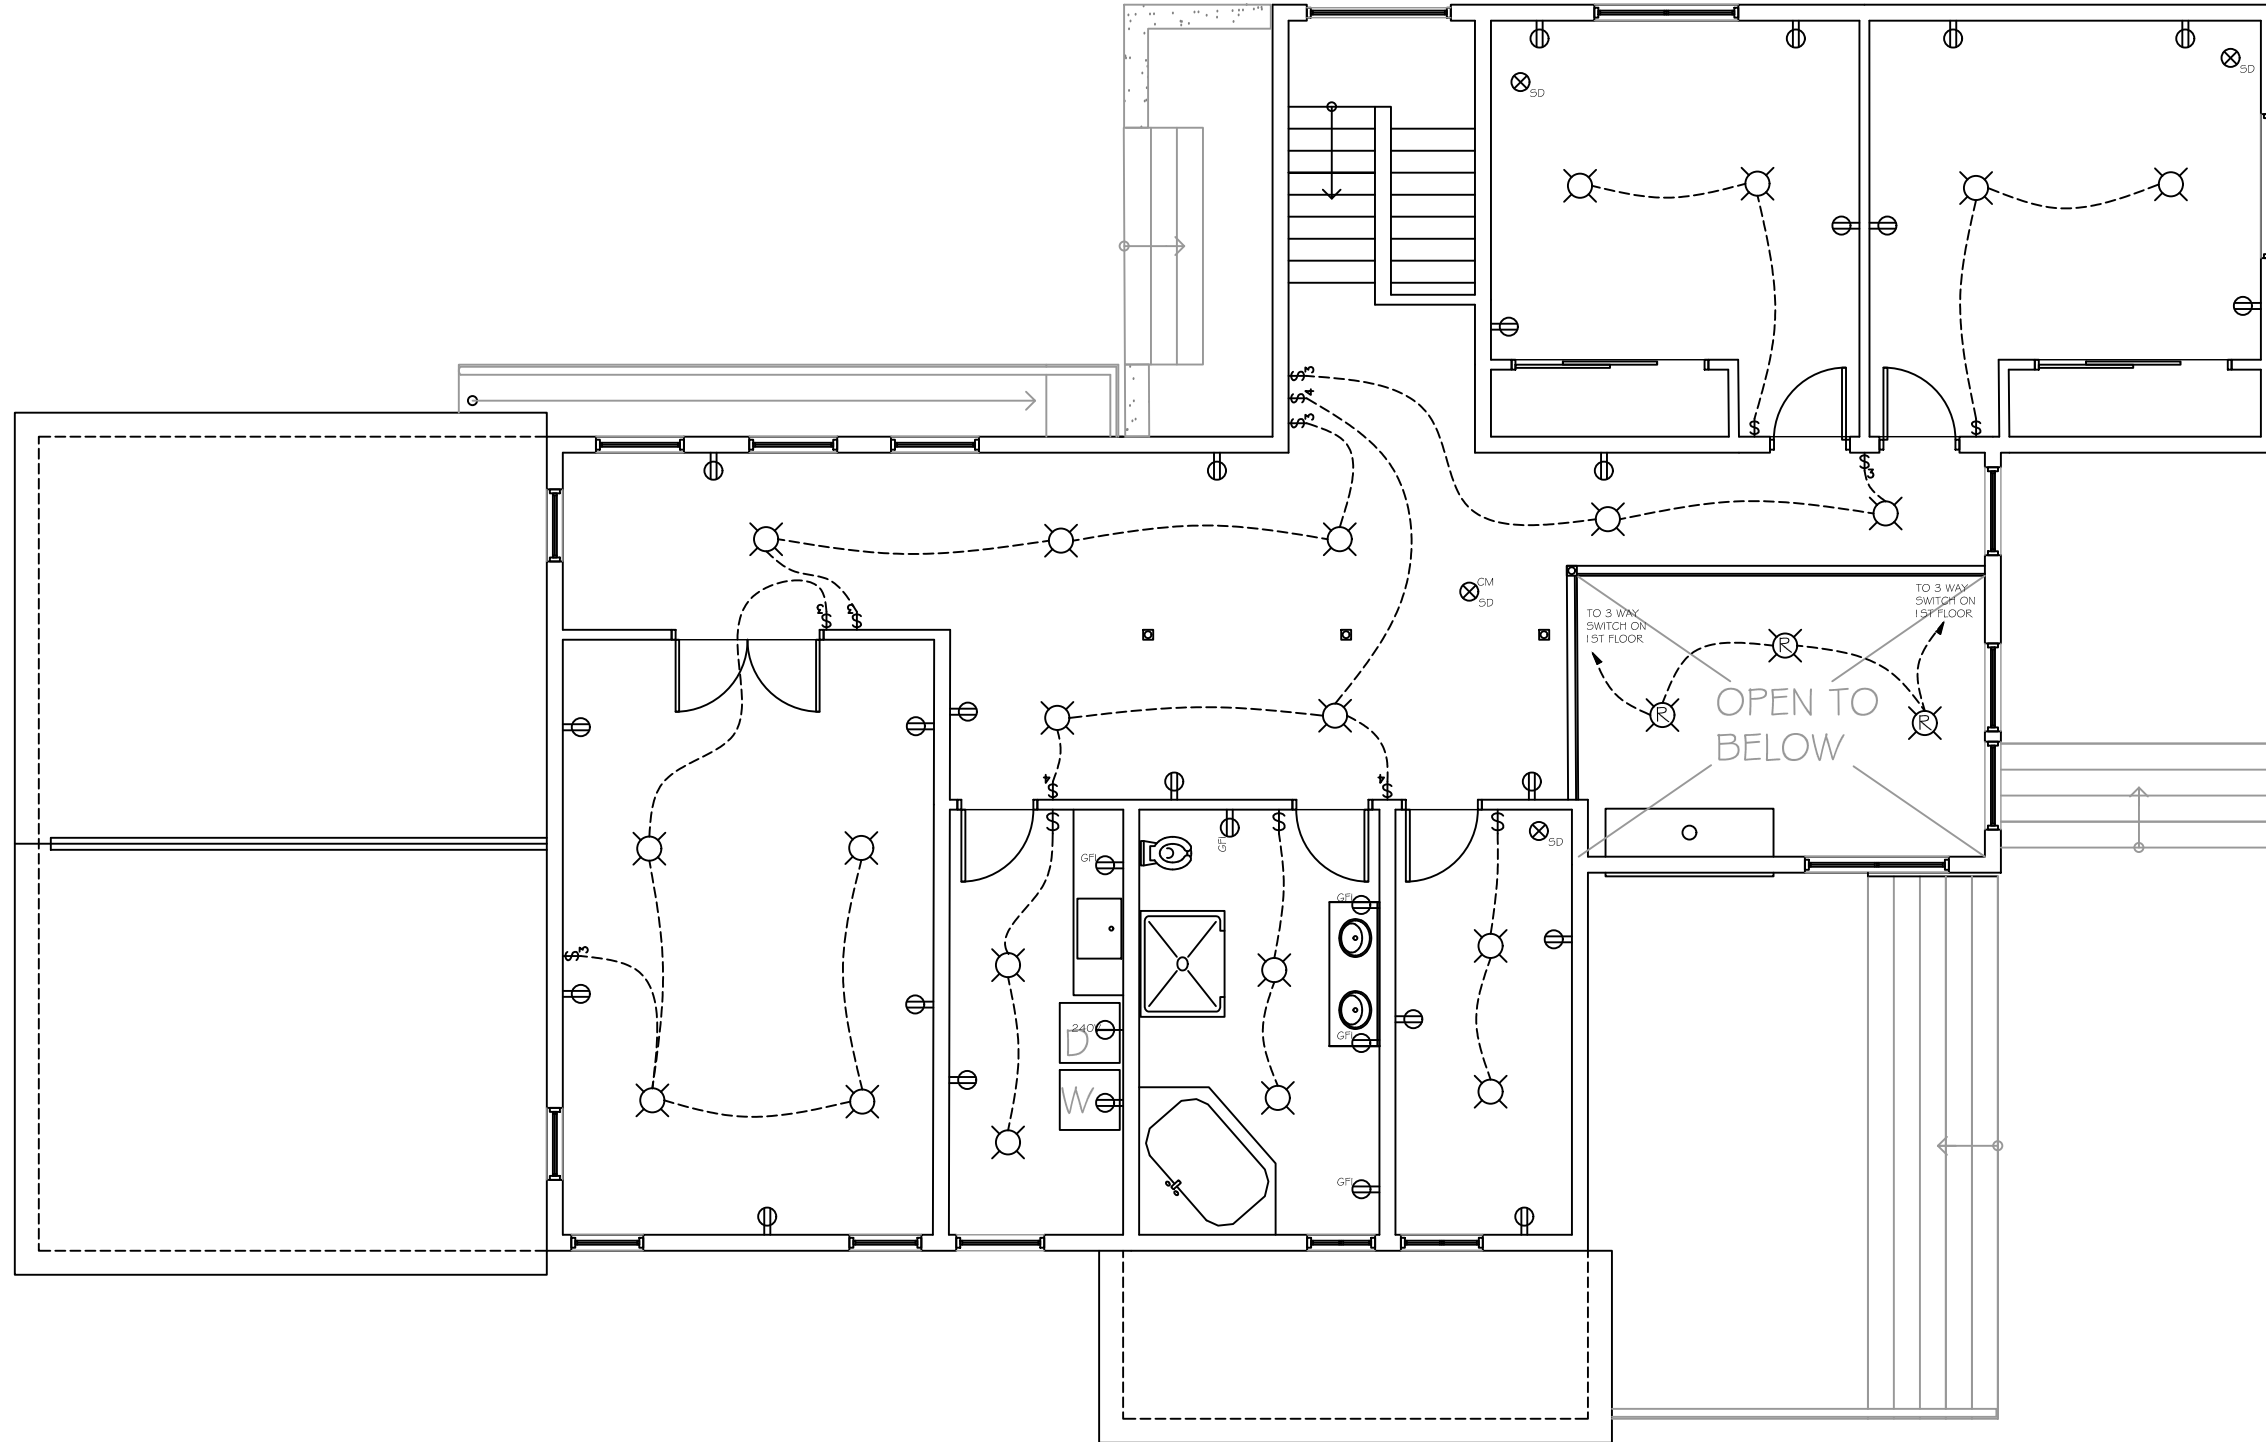 SD
SD
$3
$4
$3
$
$
$3
CM
SD
TO 3 WAY
SWITCH ON
1ST FLOOR
TO 3 WAY
SWITCH ON
1ST FLOOR
$3
$3
R
R
R
OPEN TO
BELOW
$4
$4
$
$
$
GFI
GFI
SD
GFI
$3
240V
D
GFI
W
GFI